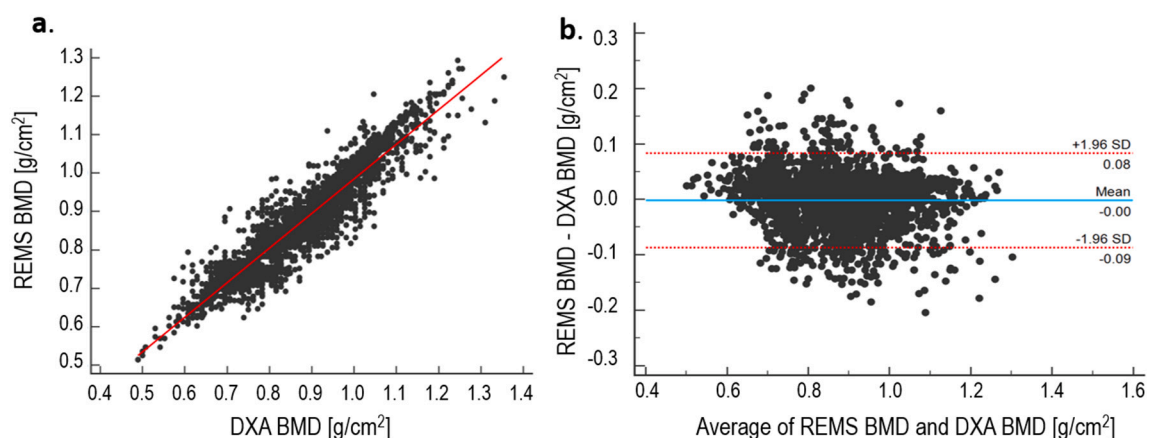 a.
REMS BMD [g/cm²]
1.3
1.2
1.1
1.0
0.9
0.8
0.7
0.6
0.5
0.4 0.5 0.6 0.7 0.8 0.9 1.0 1.1 1.2 1.3 1.4
DXA BMD [g/cm²]
b.
REMS BMD - DXA BMD [g/cm²]
0.3
0.2
0.1
0.0
-0.1
-0.2
-0.3
+1.96 SD
0.08
Mean
-0.00
-1.96 SD
-0.09
0.4 0.6 0.8 1.0 1.2 1.4 1.6
Average of REMS BMD and DXA BMD [g/cm²]